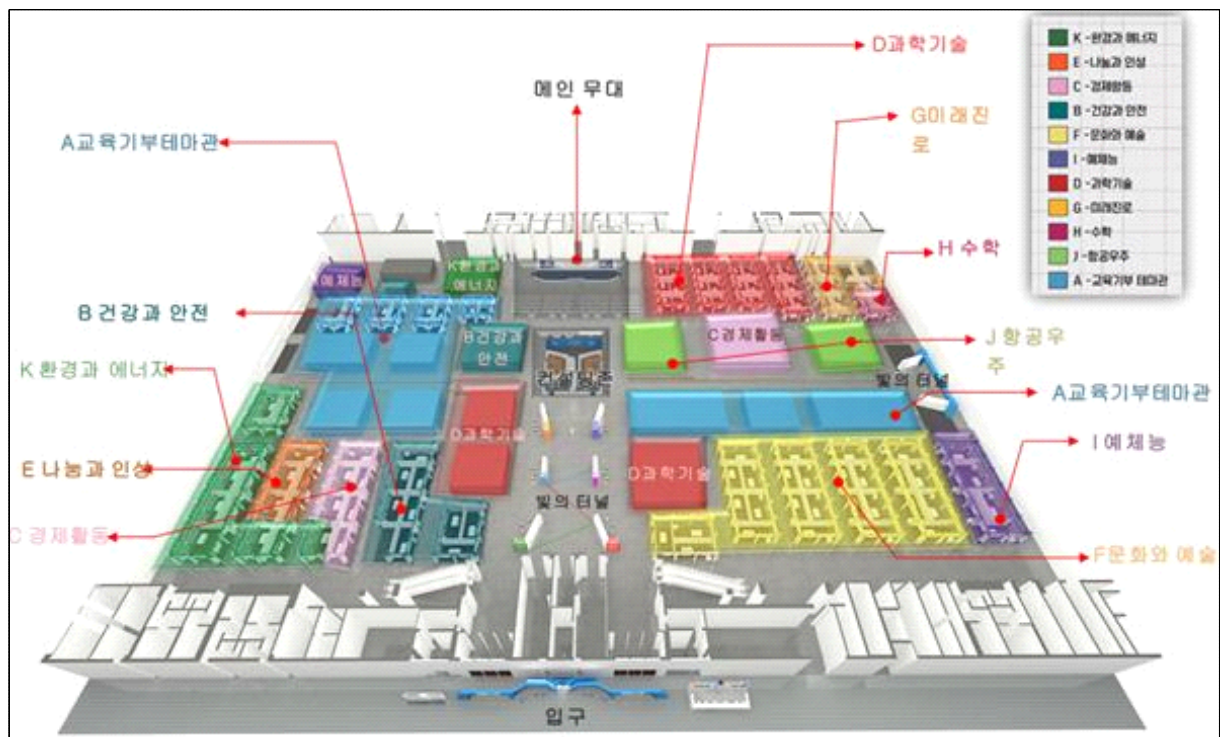 D과학기술
메인 무대
G미래진
로
A교육기부테마관
H 수학
K환경과
에너지
예체능
B 건강과 안전
B건강과
안전
C경제활동
J 항공우
주
K 환경과 에너지
빛의 터널
A교육기부테마관
D과학기술
I 예체능
E 나눔과 인성
D과학기술
빛의 터널
C 경제활동
F문화와 예술
입구
K - 환경과 에너지
E - 나눔과 인성
C - 경제활동
B - 건강과 안전
F - 문화와 예술
I - 예체능
D - 과학기술
G - 미래진로
H - 수학
J - 항공우주
A - 교육기부 테마관